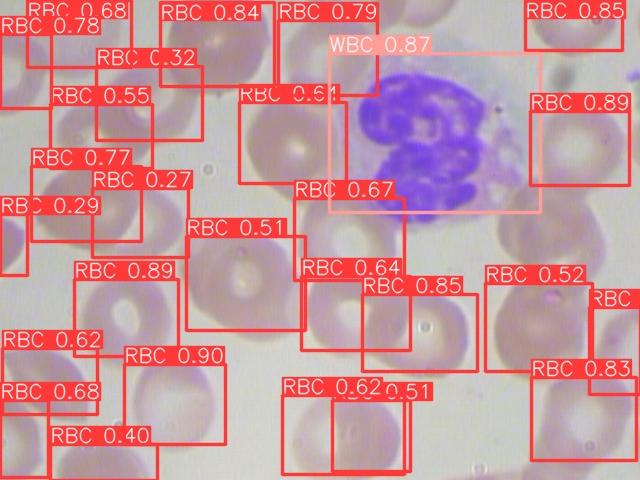 RBC 0.68
RBC 0.84
RBC 0.79
RBC 0.85
RBC 0.78
WBC 0.87
RBC 0.32
RBC 0.55
RBC 0.64
RBC 0.89
RBC 0.77
RBC 0.27
RBC 0.67
RBC 0.29
RBC 0.51
RBC 0.64
RBC 0.89
RBC 0.85
RBC 0.52
RBC
RBC 0.62
RBC 0.90
RBC 0.83
RBC 0.68
RBC 0.62
0.51
RBC 0.40